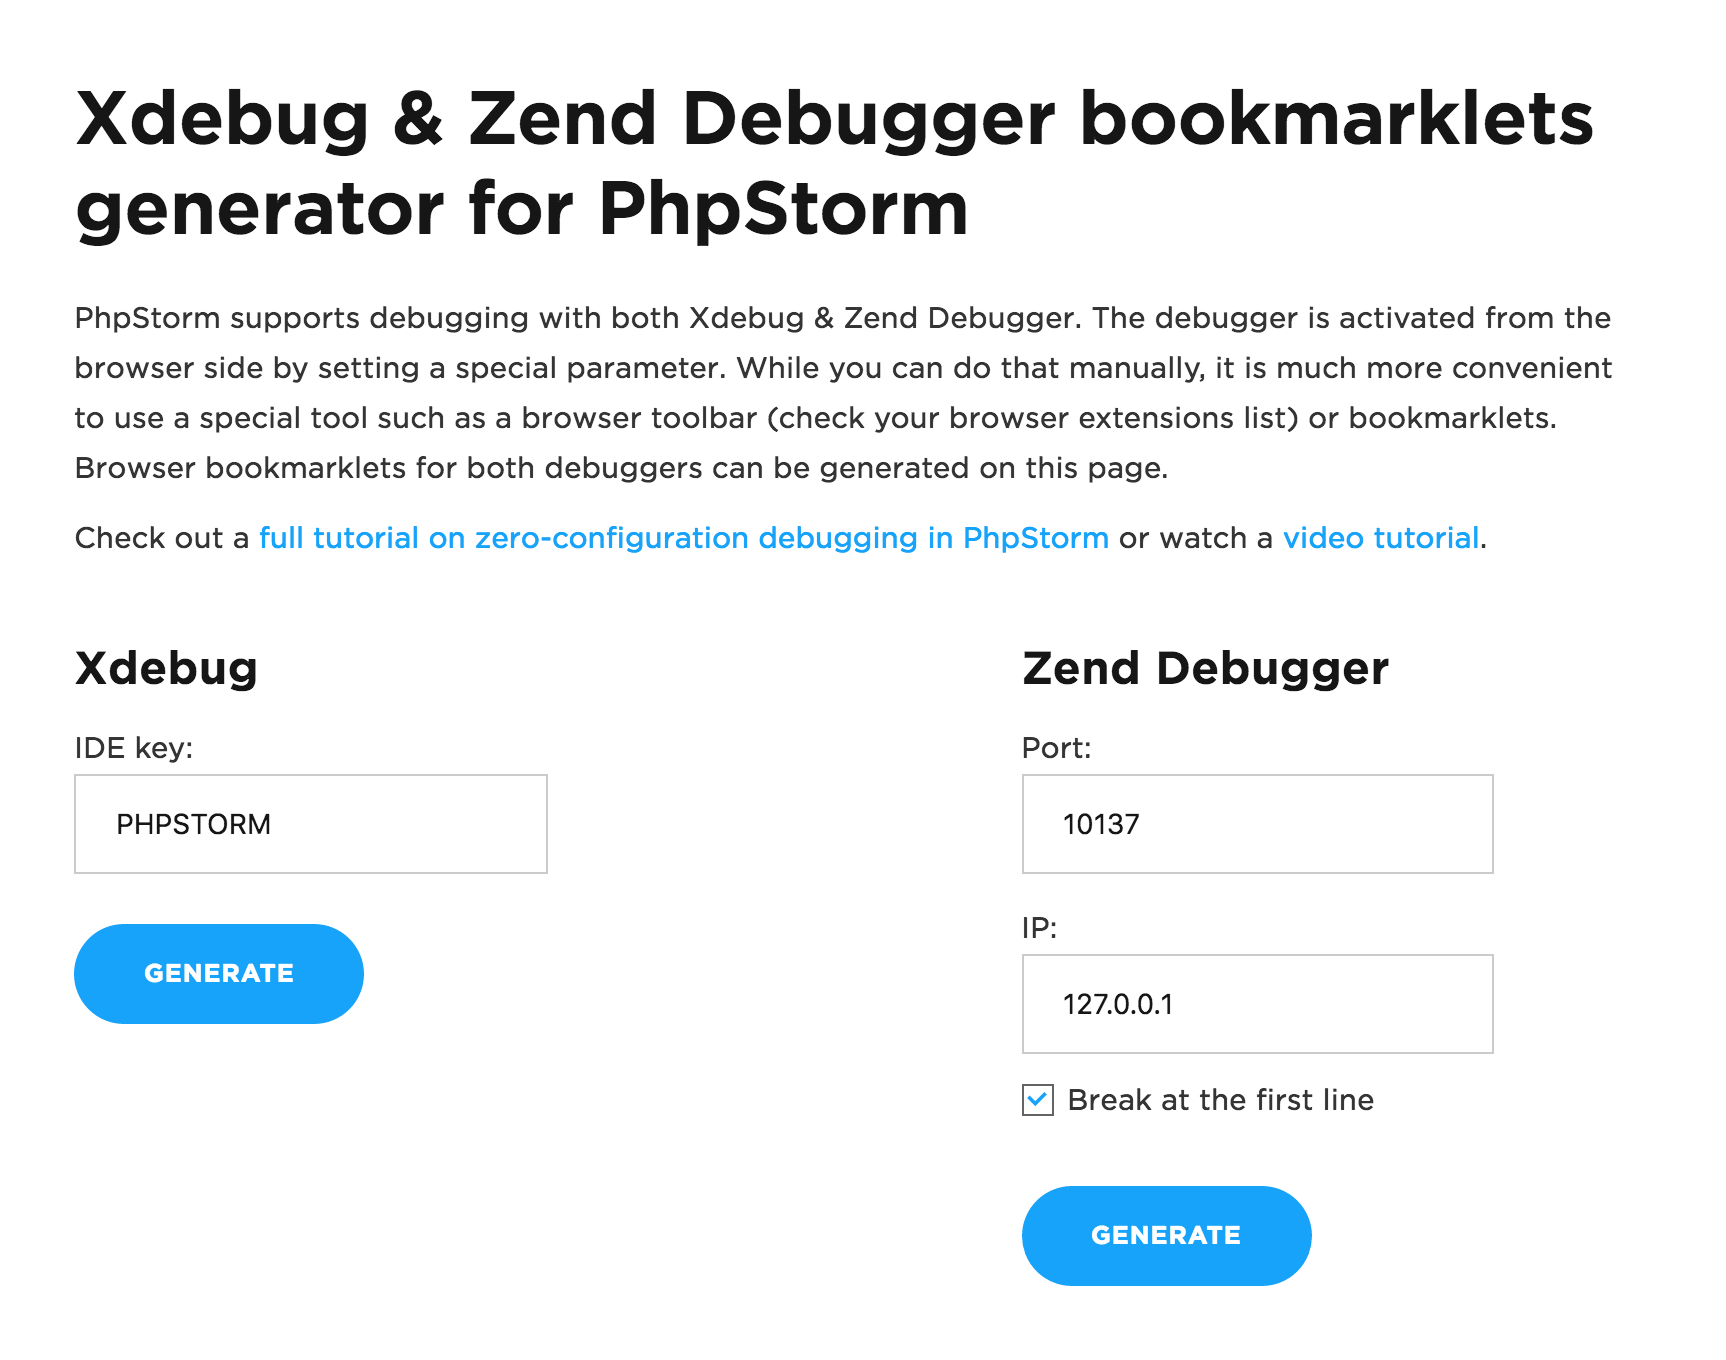 Xdebug & Zend Debugger bookmarklets
generator for PhpStorm
PhpStorm supports debugging with both Xdebug & Zend Debugger. The debugger is activated from the
browser side by setting a special parameter. While you can do that manually, it is much more convenient
to use a special tool such as a browser toolbar (check your browser extensions list) or bookmarklets.
Browser bookmarklets for both debuggers can be generated on this page.
Check out a full tutorial on zero-configuration debugging in PhpStorm or watch a video tutorial.
Xdebug
IDE key:
PHPSTORM
GENERATE
Zend Debugger
Port:
10137
IP:
127.0.0.1
Break at the first line
GENERATE